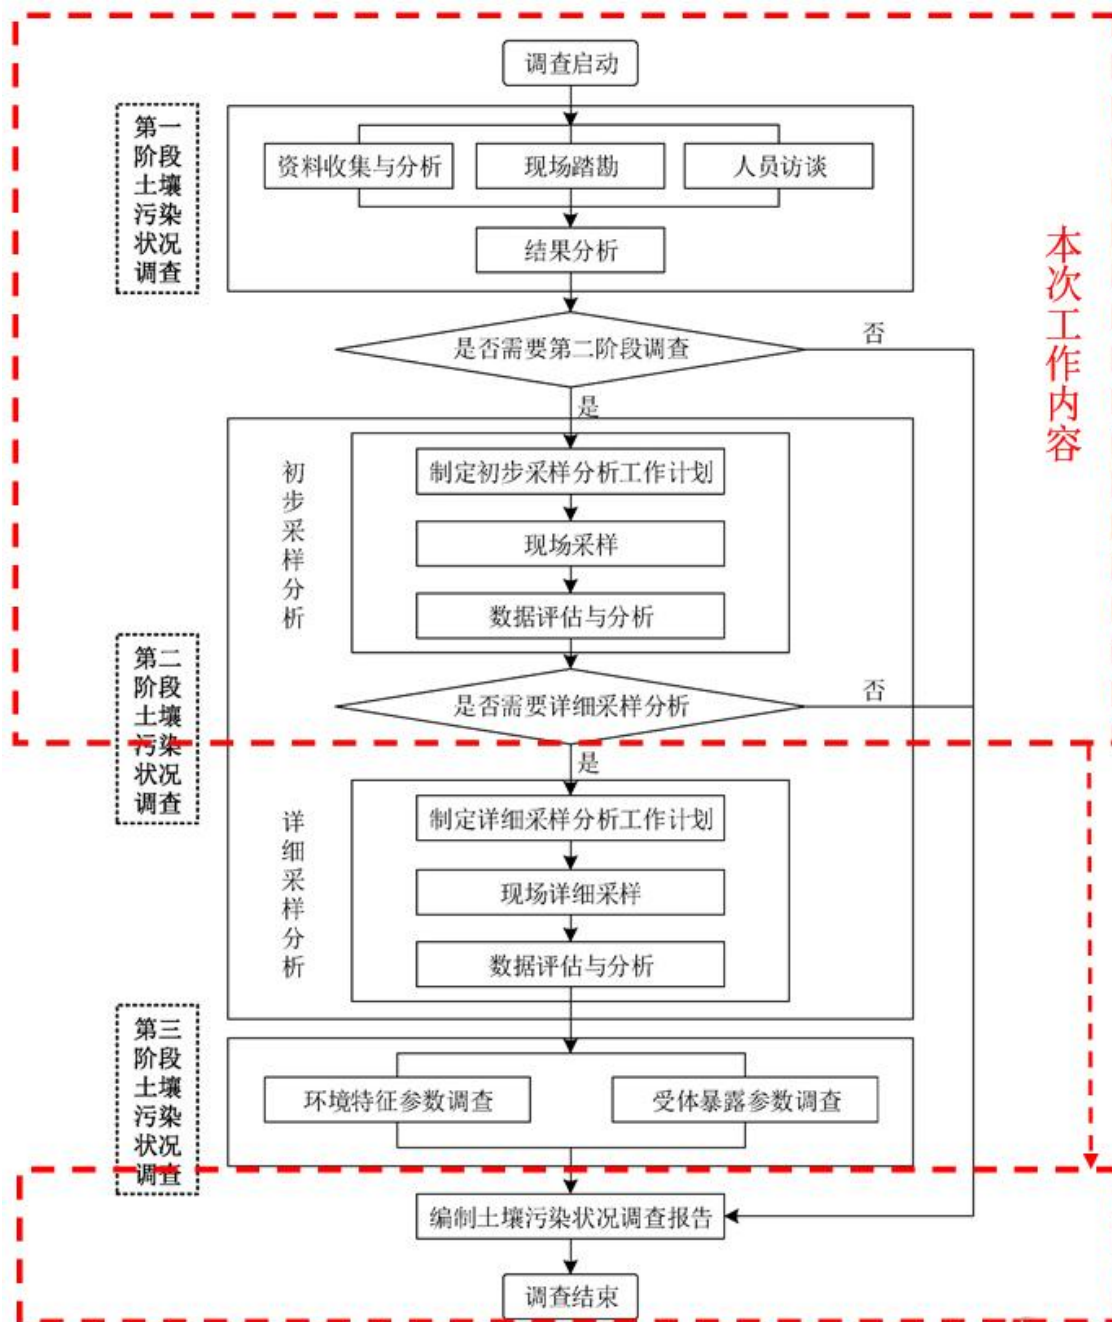 调查启动
第一
阶段
土壤
污染
状况
调查
资料收集与分析
现场踏勘
人员访谈
结果分析
本次工作内容
是否需要第二阶段调查
否
是
初步采样分析
制定初步采样分析工作计划
现场采样
数据评估与分析
第二
阶段
土壤
污染
状况
调查
是否需要详细采样分析
否
是
详细采样分析
制定详细采样分析工作计划
现场详细采样
数据评估与分析
第三
阶段
土壤
污染
状况
调查
环境特征参数调查
受体暴露参数调查
编制土壤污染状况调查报告
调查结束